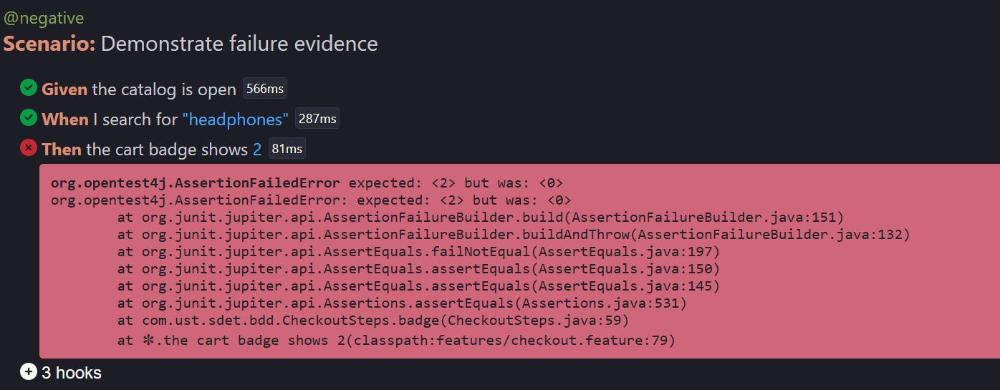 @negative
Scenario: Demonstrate failure evidence
Given the catalog is open 566ms
When I search for "headphones" 287ms
Then the cart badge shows 2 81ms
org.opentest4j.AssertionFailedError expected: <2> but was: <0>
org.opentest4j.AssertionFailedError: expected: <2> but was: <0>
at org.junit.jupiter.api.AssertionFailureBuilder.build(AssertionFailureBuilder.java:151)
at org.junit.jupiter.api.AssertionFailureBuilder.buildAndThrow(AssertionFailureBuilder.java:132)
at org.junit.jupiter.api.AssertEquals.failNotEqual(AssertEquals.java:197)
at org.junit.jupiter.api.AssertEquals.assertEquals(AssertEquals.java:150)
at org.junit.jupiter.api.AssertEquals.assertEquals(AssertEquals.java:145)
at org.junit.jupiter.api.Assertions.assertEquals(Assertions.java:531)
at com.ust.sdet.bdd.CheckoutSteps.badge(CheckoutSteps.java:59)
at ✽.the cart badge shows 2(classpath:features/checkout.feature:79)
3 hooks